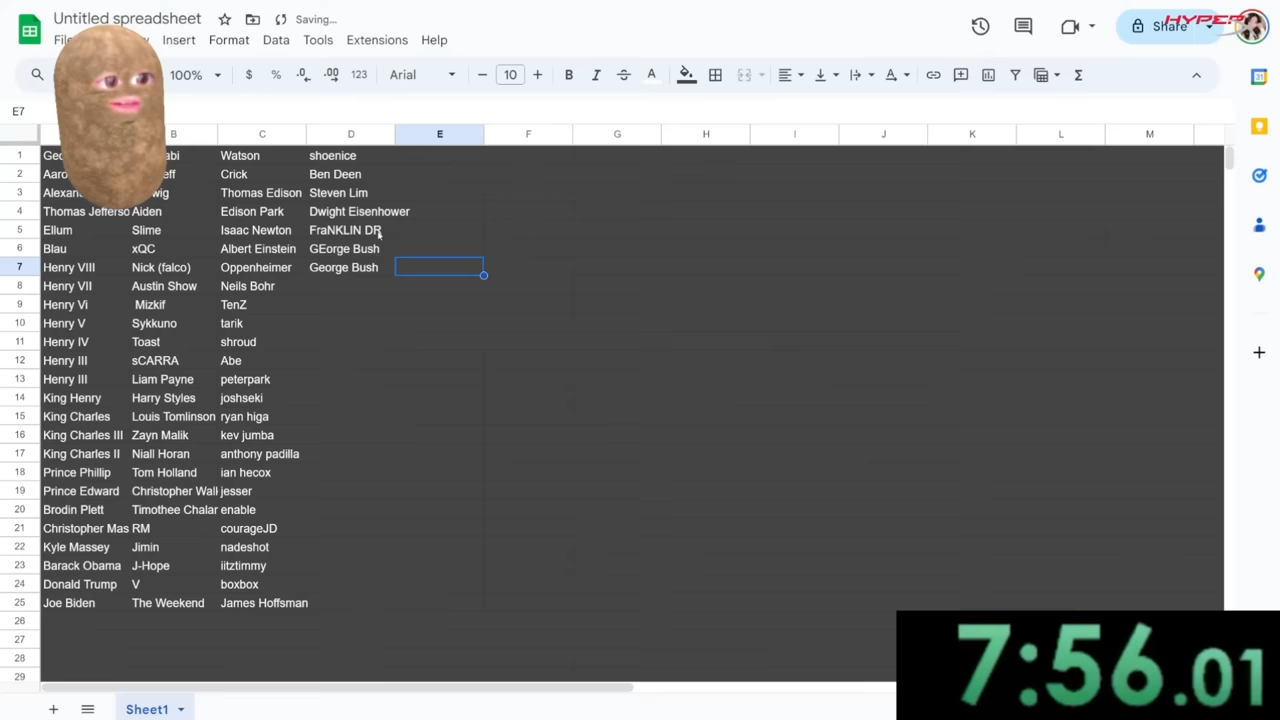 Untitled spreadsheet Saving...
Insert Format Data Tools Extensions Help
Share
HYPEP
100% $ % .0 .00 123 Arial 10 B I S A
E7
B C D E F G H I J K L M
1 Watson shoenice
2 Crick Ben Deen
3 Thomas Edison Steven Lim
4 Thomas Jefferso Aiden Edison Park Dwight Eisenhower
5 Ellum Slime Isaac Newton FraNKLIN DR
6 Blau xQC Albert Einstein GEorge Bush
7 Henry VIII Nick (falco) Oppenheimer George Bush
8 Henry VII Austin Show Neils Bohr
9 Henry Vi Mizkif TenZ
10 Henry V Sykkuno tarik
11 Henry IV Toast shroud
12 Henry III sCARRA Abe
13 Henry III Liam Payne peterpark
14 King Henry Harry Styles joshseki
15 King Charles Louis Tomlinson ryan higa
16 King Charles III Zayn Malik kev jumba
17 King Charles II Niall Horan anthony padilla
18 Prince Phillip Tom Holland ian hecox
19 Prince Edward Christopher Walk jesser
20 Brodin Plett Timothee Chalar enable
21 Christopher Mas RM courageJD
22 Kyle Massey Jimin nadeshot
23 Barack Obama J-Hope iitztimmy
24 Donald Trump V boxbox
25 Joe Biden The Weekend James Hoffsman
26
27
28
29
7:56.01
Sheet1